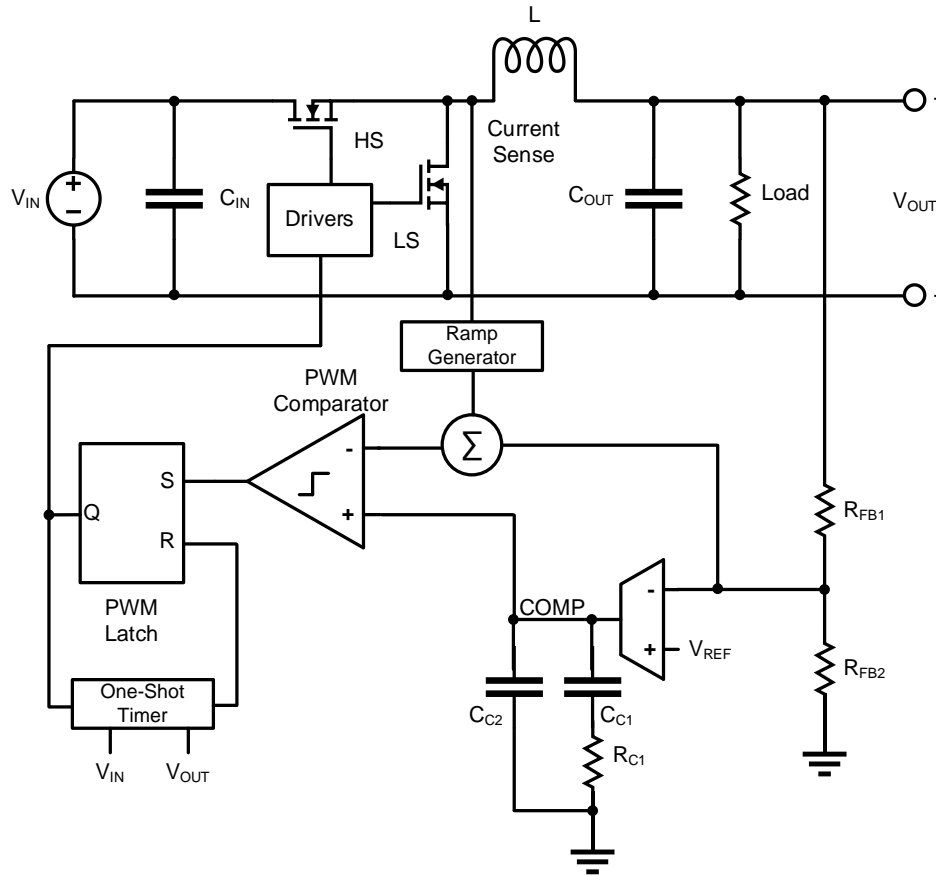 L
HS
Current
Sense
+
−
V_IN
C_IN
Drivers
LS
C_OUT
Load
V_OUT
Ramp
Generator
PWM
Comparator
Σ
-
+
S
Q
R
R_FB1
PWM
Latch
COMP
-
+
V_REF
R_FB2
One-Shot
Timer
C_C2
C_C1
R_C1
V_IN
V_OUT